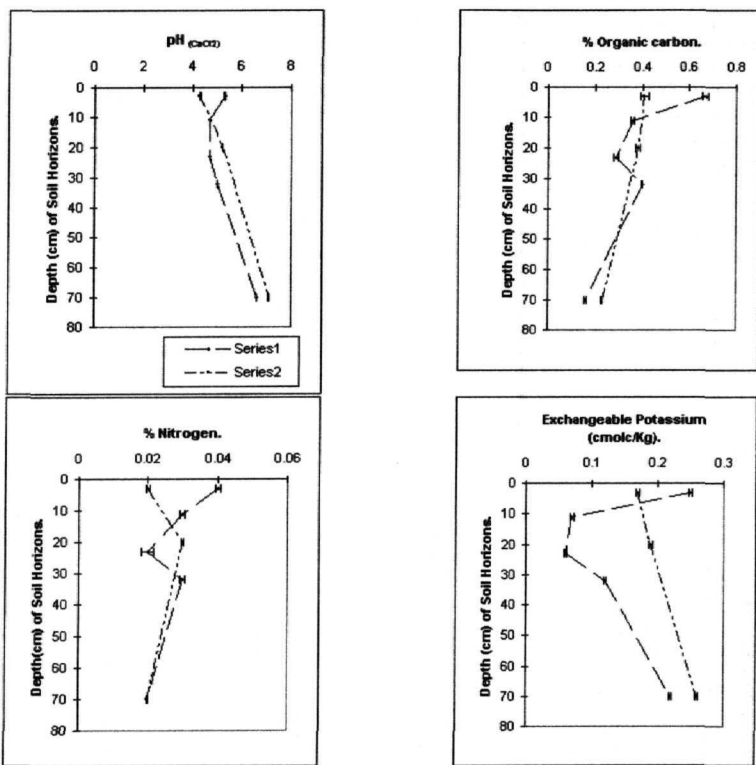 pH (CaCl2)
0 2 4 6 8
0
10
20
30
40
50
60
70
80
Depth (cm) of Soil Horizons.
Series1
Series2
% Organic carbon.
0 0.2 0.4 0.6 0.8
0
10
20
30
40
50
60
70
80
Depth (cm) of Soil Horizons.
% Nitrogen.
0 0.02 0.04 0.06
0
10
20
30
40
50
60
70
80
Depth(cm) of Soil Horizons.
Exchangeable Potassium
(cmolc/Kg).
0 0.1 0.2 0.3
0
10
20
30
40
50
60
70
80
Depth (cm) of Soil Horizons.